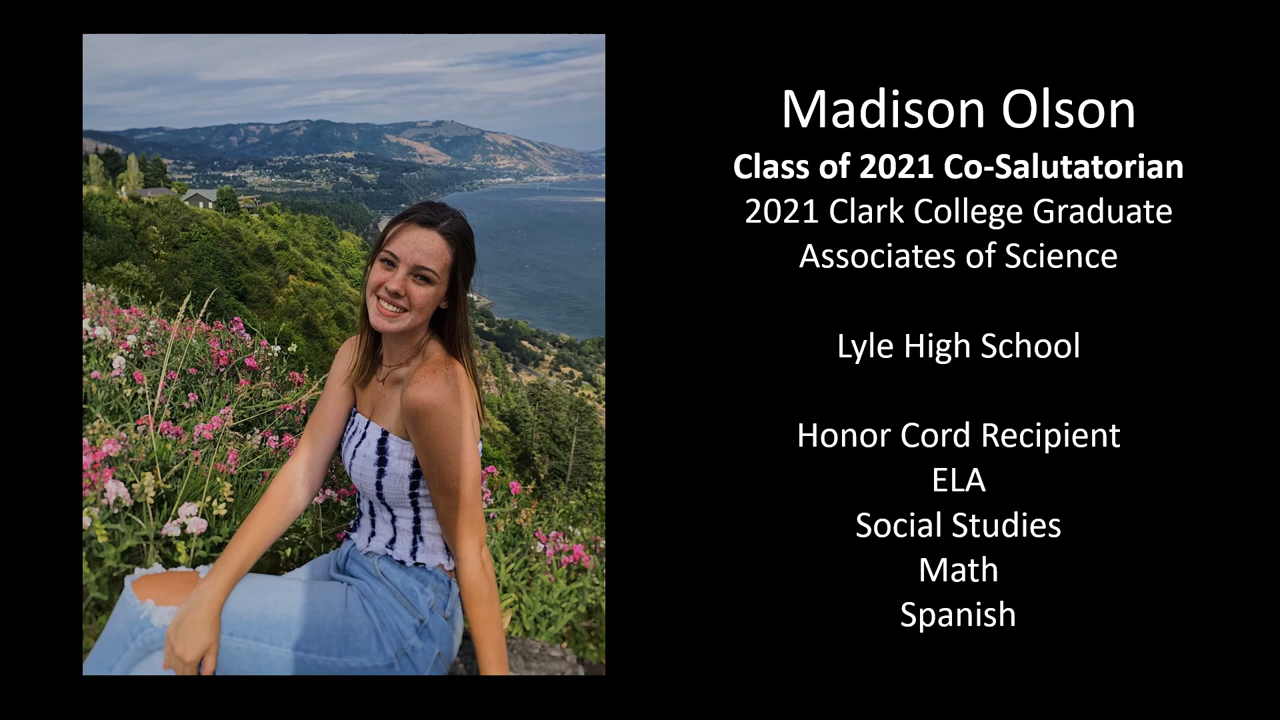 Madison Olson
Class of 2021 Co-Salutatorian
2021 Clark College Graduate
Associates of Science
Lyle High School
Honor Cord Recipient
ELA
Social Studies
Math
Spanish